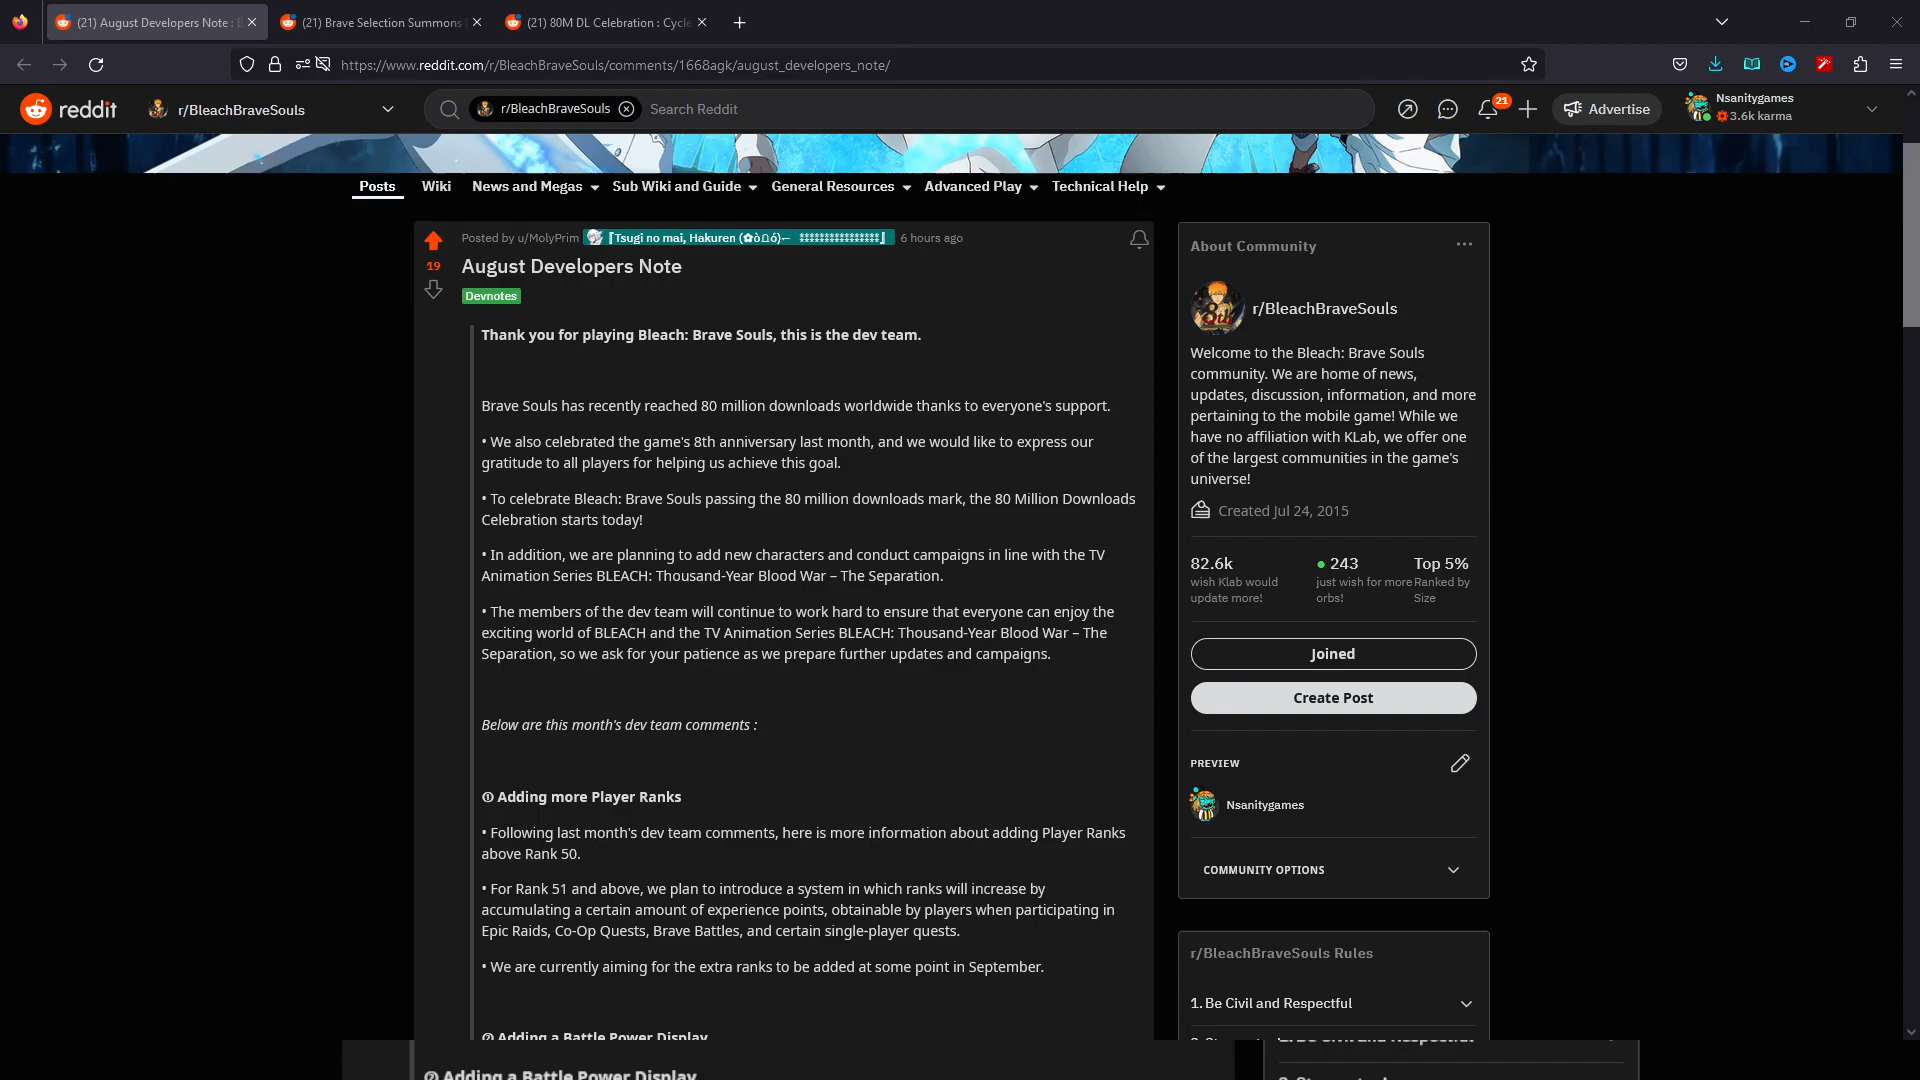 (21) August Developers Note :
(21) Brave Selection Summons
(21) 80M DL Celebration : Cycle
https://www.reddit.com/r/BleachBraveSouls/comments/1668agk/august_developers_note/
reddit
r/BleachBraveSouls
r/BleachBraveSouls
Search Reddit
21
Advertise
Nsanitygames
3.6k karma
Posts
Wiki
News and Megas
Sub Wiki and Guide
General Resources
Advanced Play
Technical Help
19
Posted by u/MolyPrim
Tsugi no mai, Hakuren
6 hours ago
August Developers Note
Devnotes
Thank you for playing Bleach: Brave Souls, this is the dev team.
Brave Souls has recently reached 80 million downloads worldwide thanks to everyone's support.
• We also celebrated the game's 8th anniversary last month, and we would like to express our
gratitude to all players for helping us achieve this goal.
• To celebrate Bleach: Brave Souls passing the 80 million downloads mark, the 80 Million Downloads
Celebration starts today!
• In addition, we are planning to add new characters and conduct campaigns in line with the TV
Animation Series BLEACH: Thousand-Year Blood War – The Separation.
• The members of the dev team will continue to work hard to ensure that everyone can enjoy the
exciting world of BLEACH and the TV Animation Series BLEACH: Thousand-Year Blood War – The
Separation, so we ask for your patience as we prepare further updates and campaigns.
Below are this month's dev team comments :
① Adding more Player Ranks
• Following last month's dev team comments, here is more information about adding Player Ranks
above Rank 50.
• For Rank 51 and above, we plan to introduce a system in which ranks will increase by
accumulating a certain amount of experience points, obtainable by players when participating in
Epic Raids, Co-Op Quests, Brave Battles, and certain single-player quests.
• We are currently aiming for the extra ranks to be added at some point in September.
② Adding a Battle Power Display
② Adding a Battle Power Display
About Community
r/BleachBraveSouls
Welcome to the Bleach: Brave Souls
community. We are home of news,
updates, discussion, information, and more
pertaining to the mobile game! While we
have no affiliation with KLab, we offer one
of the largest communities in the game's
universe!
Created Jul 24, 2015
82.6k
wish Klab would
update more!
243
just wish for more
orbs!
Top 5%
Ranked by
Size
Joined
Create Post
PREVIEW
Nsanitygames
COMMUNITY OPTIONS
r/BleachBraveSouls Rules
1. Be Civil and Respectful